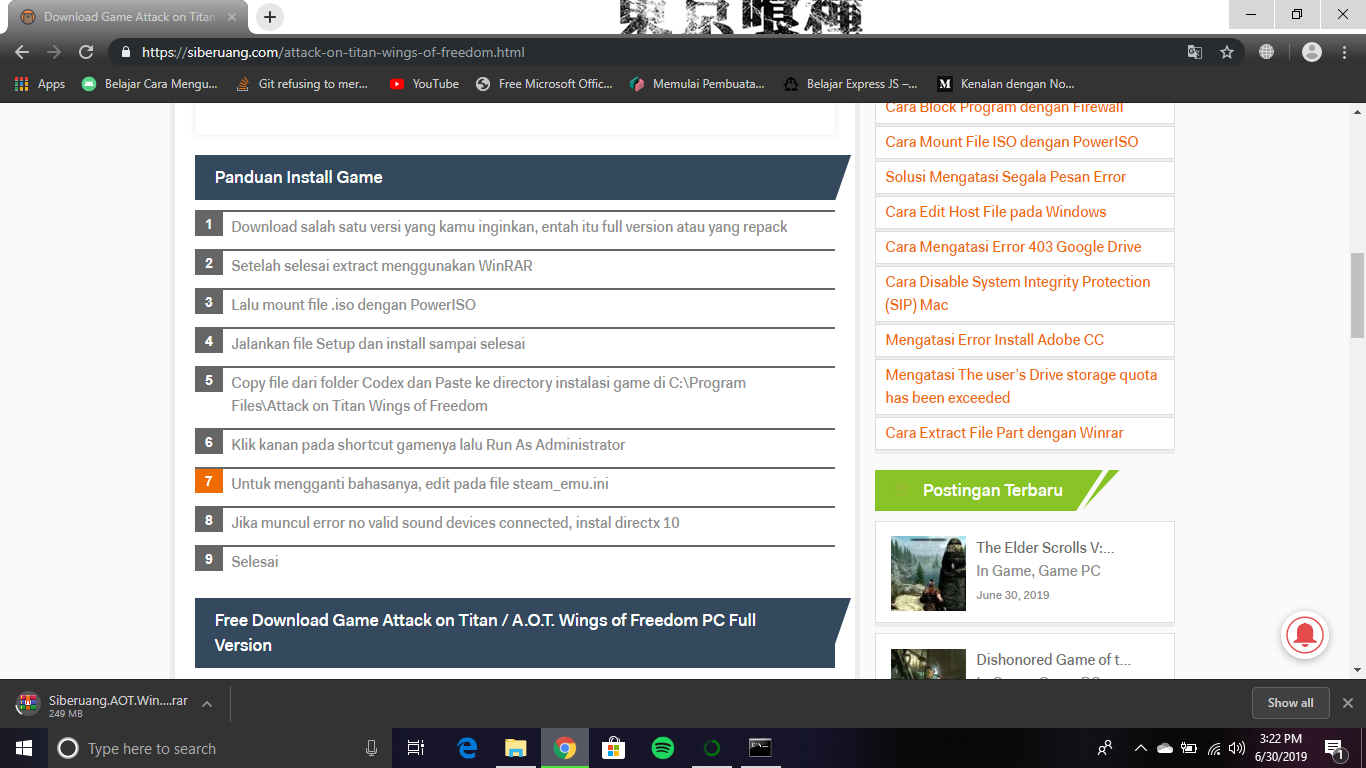 Download Game Attack on Titan
東京喰種
https://siberuang.com/attack-on-titan-wings-of-freedom.html
Apps
Belajar Cara Mengu...
Git refusing to mer...
YouTube
Free Microsoft Offic...
Memulai Pembuata...
Belajar Express JS –...
M
Kenalan dengan No...
Panduan Install Game
1 Download salah satu versi yang kamu inginkan, entah itu full version atau yang repack
2 Setelah selesai extract menggunakan WinRAR
3 Lalu mount file .iso dengan PowerISO
4 Jalankan file Setup dan install sampai selesai
5 Copy file dari folder Codex dan Paste ke directory instalasi game di C:\Program
Files\Attack on Titan Wings of Freedom
6 Klik kanan pada shortcut gamenya lalu Run As Administrator
7 Untuk mengganti bahasanya, edit pada file steam_emu.ini
8 Jika muncul error no valid sound devices connected, instal directx 10
9 Selesai
Free Download Game Attack on Titan / A.O.T. Wings of Freedom PC Full
Version
Cara Block Program dengan Firewall
Cara Mount File ISO dengan PowerISO
Solusi Mengatasi Segala Pesan Error
Cara Edit Host File pada Windows
Cara Mengatasi Error 403 Google Drive
Cara Disable System Integrity Protection
(SIP) Mac
Mengatasi Error Install Adobe CC
Mengatasi The user's Drive storage quota
has been exceeded
Cara Extract File Part dengan Winrar
Postingan Terbaru
The Elder Scrolls V:...
In Game, Game PC
June 30, 2019
Dishonored Game of t...
Siberuang.AOT.Win....rar
249 MB
Show all
Type here to search
3:22 PM
6/30/2019
1